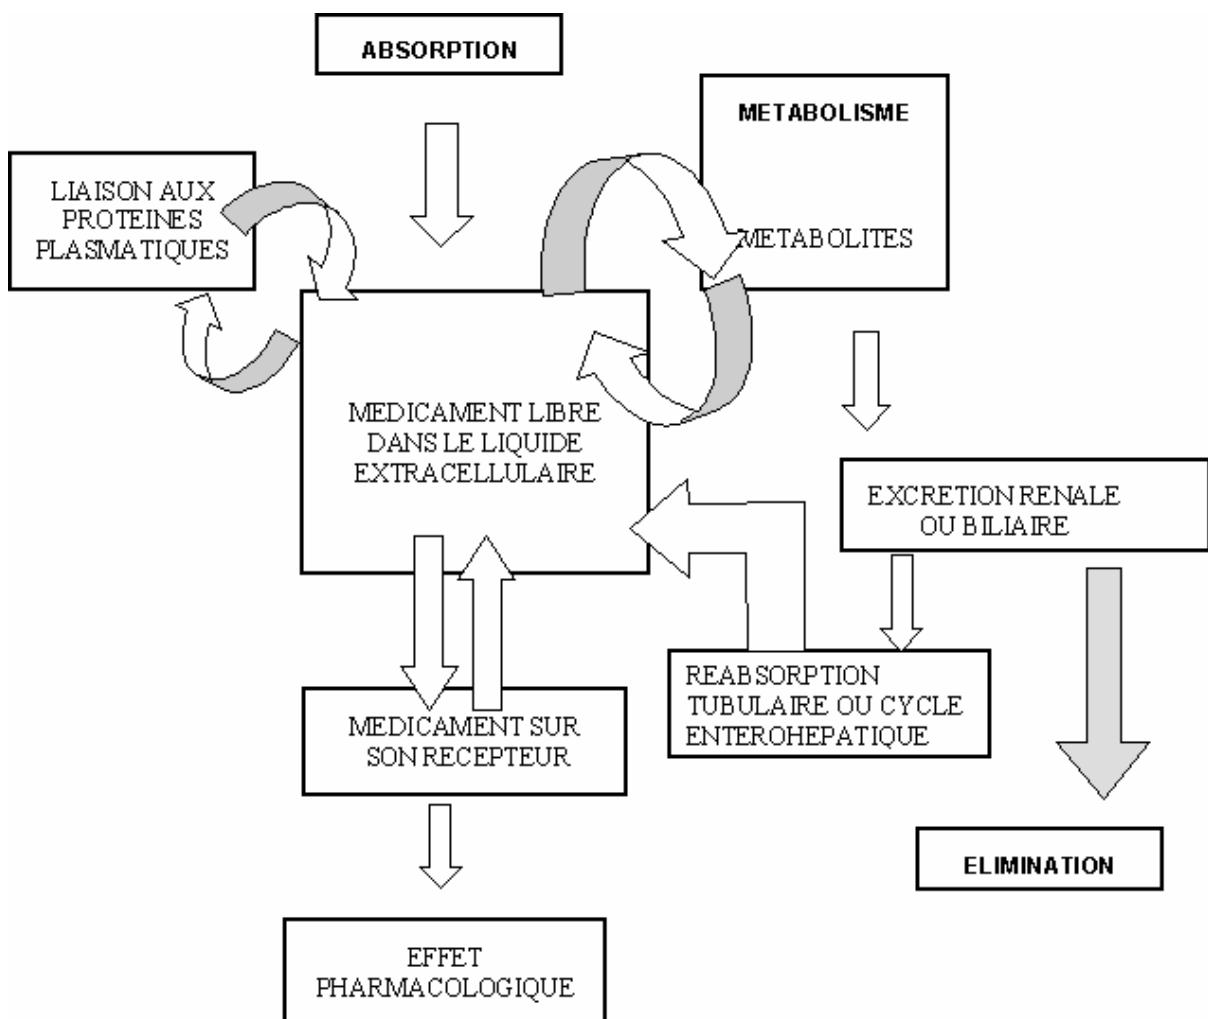 ABSORPTION
METABOLISME
METABOLITES
LIAISON AUX
PROTEINES
PLASMATIQUES
MEDICAMENT LIBRE
DANS LE LIQUIDE
EXTRACELLULAIRE
EXCRETION RENALE
OU BILIAIRE
REABSORPTION
TUBULAIRE OU CYCLE
ENTEROHEPATIQUE
MEDICAMENT SUR
SON RECEPTEUR
ELIMINATION
EFFET
PHARMACOLOGIQUE